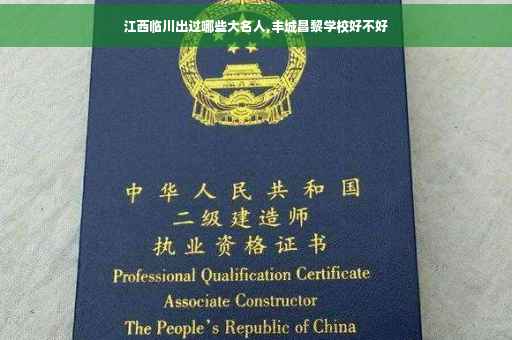 江西临川出过哪些大名人,丰城昌黎学校好不好
中华人民共和国
二级建造师
执业资格证书
Professional Qualification Certificate
Associate Constructor
The People's Republic of China